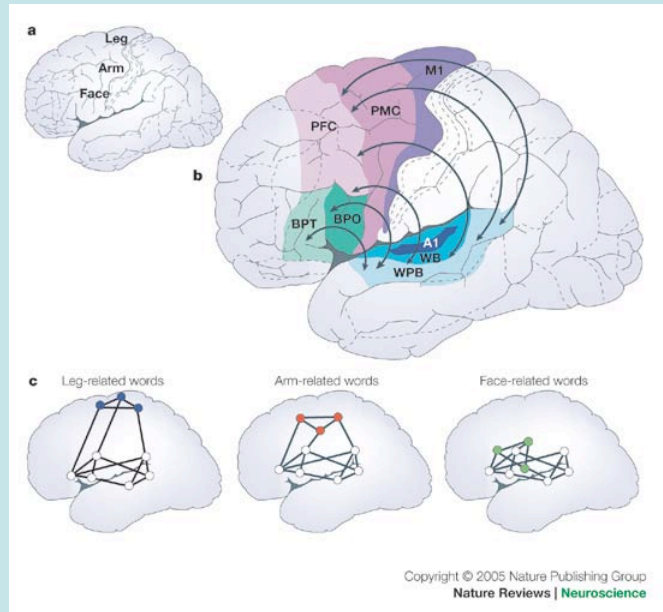 a
Leg
Arm
Face
b
M1
PMC
PFC
BPO
BPT
A1
WB
WPB
c
Leg-related words
Arm-related words
Face-related words
Copyright © 2005 Nature Publishing Group
Nature Reviews | Neuroscience